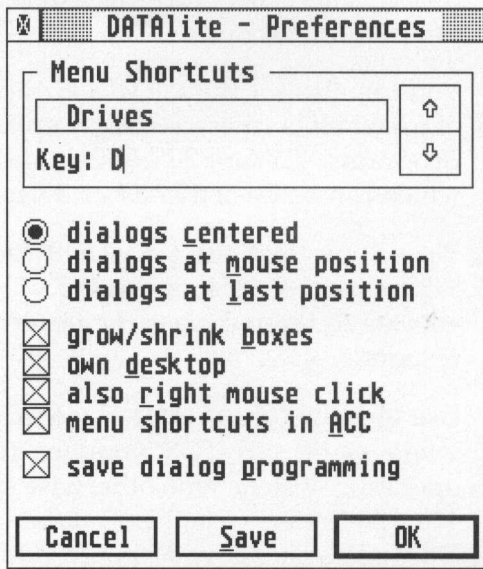 DATAlite - Preferences
Menu Shortcuts
Drives
Key: D
dialogs centered
dialogs at mouse position
dialogs at last position
grow/shrink boxes
own desktop
also right mouse click
menu shortcuts in ACC
save dialog programming
Cancel
Save
OK